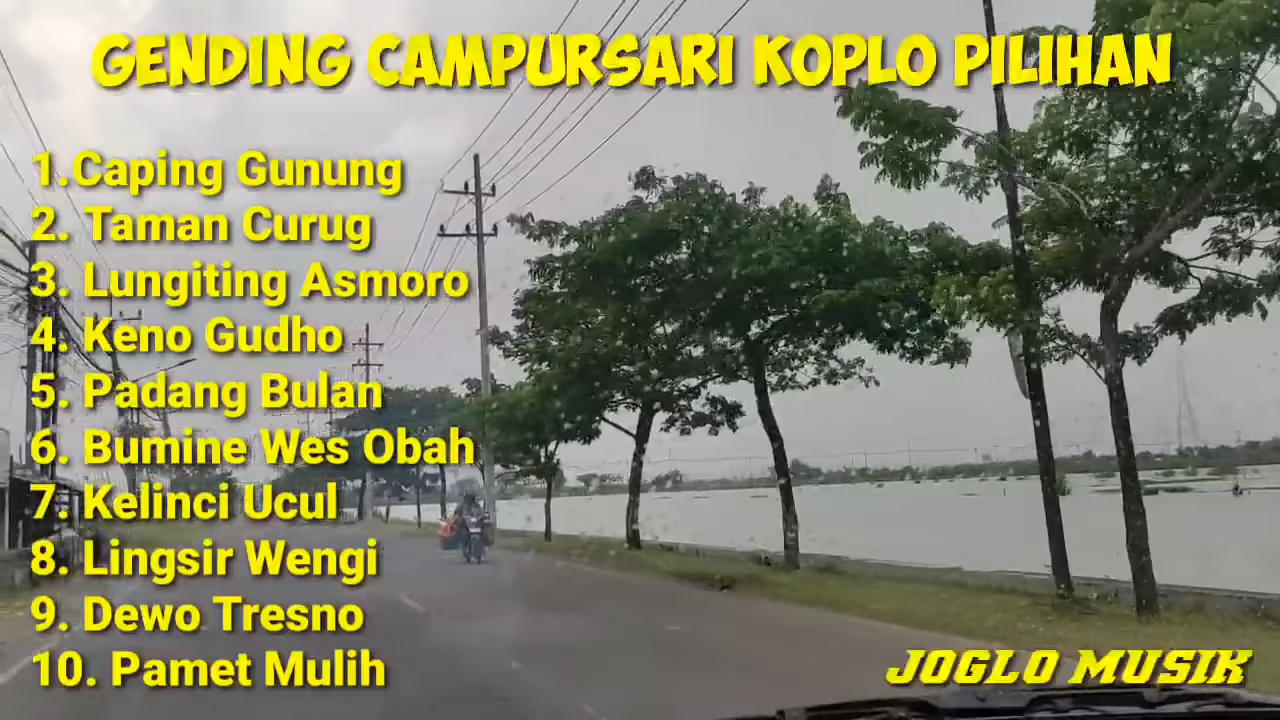 GENDING CAMPURSARI KOPLO PILIHAN
1.Caping Gunung
2. Taman Curug
3. Lungiting Asmoro
4. Keno Gudho
5. Padang Bulan
6. Bumine Wes Obah
7. Kelinci Ucul
8. Lingsir Wengi
9. Dewo Tresno
10. Pamet Mulih
JOGLO MUSIK